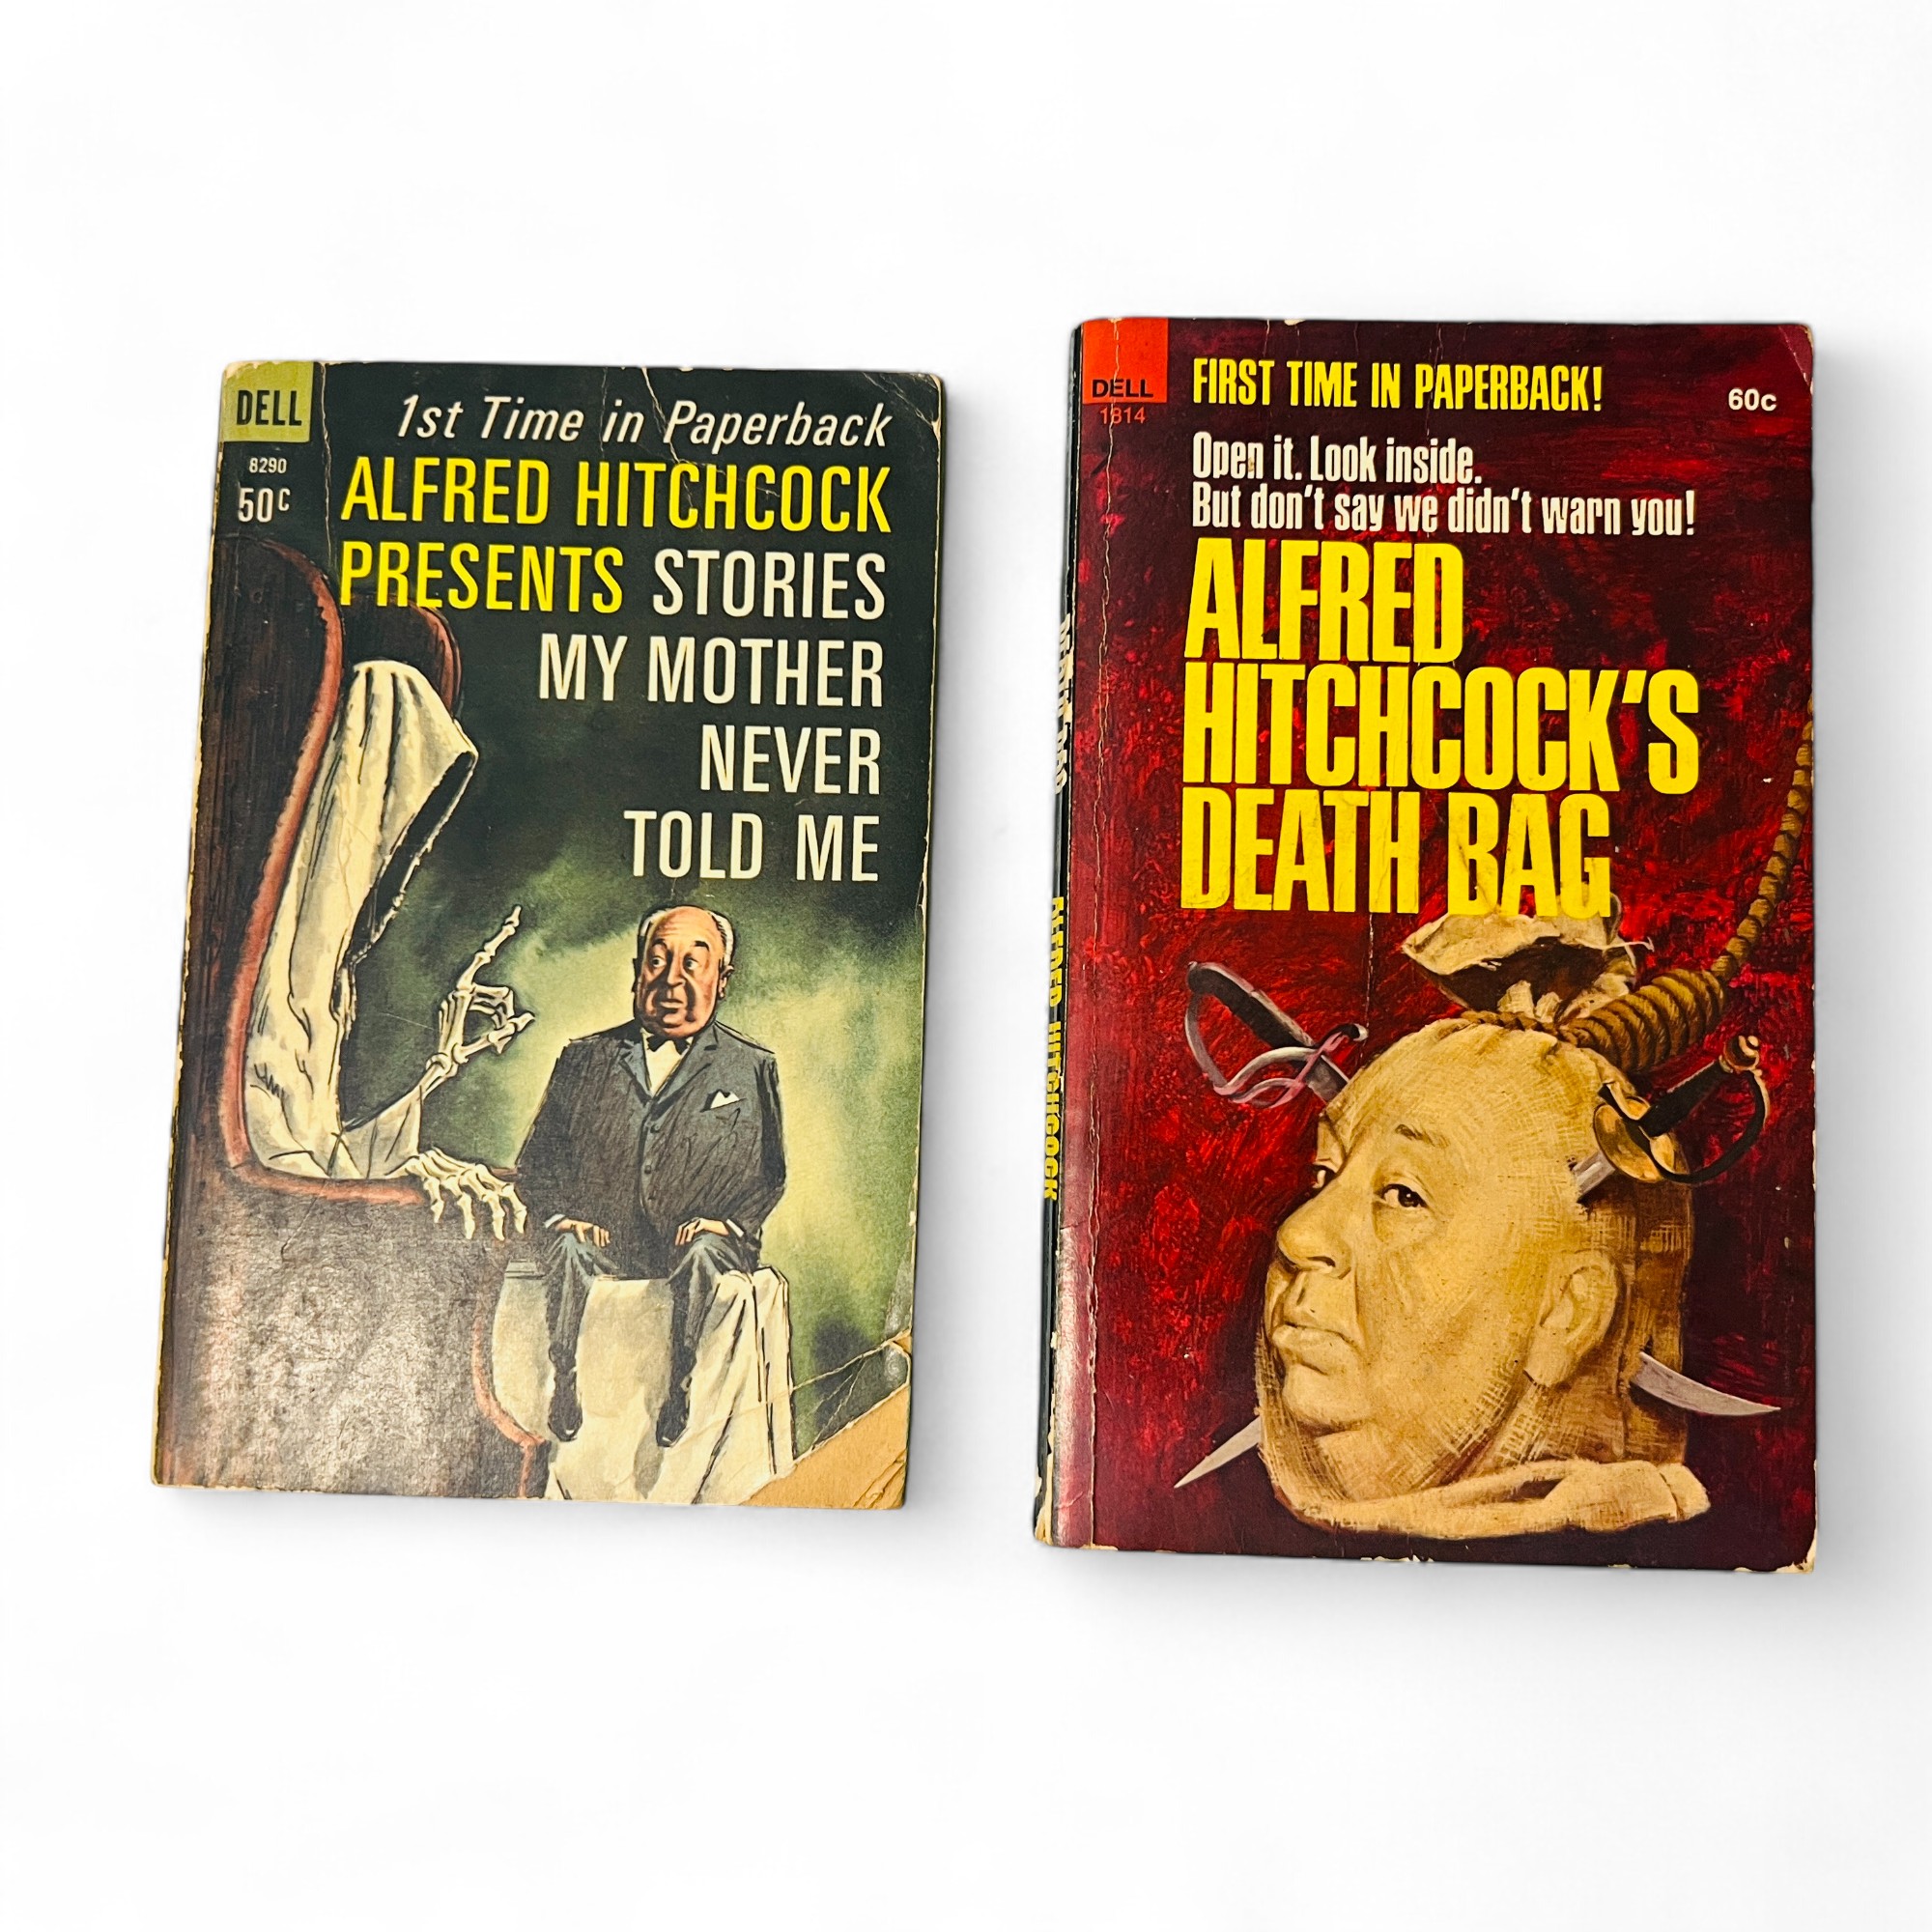 DELL
8290
50¢
1st Time in Paperback
ALFRED HITCHCOCK
PRESENTS STORIES
MY MOTHER
NEVER
TOLD ME
DELL
1814
FIRST TIME IN PAPERBACK!
60c
Open it. Look inside.
But don't say we didn't warn you!
ALFRED
HITCHCOCK'S
DEATH BAG
ALFRED HITCHCOCK